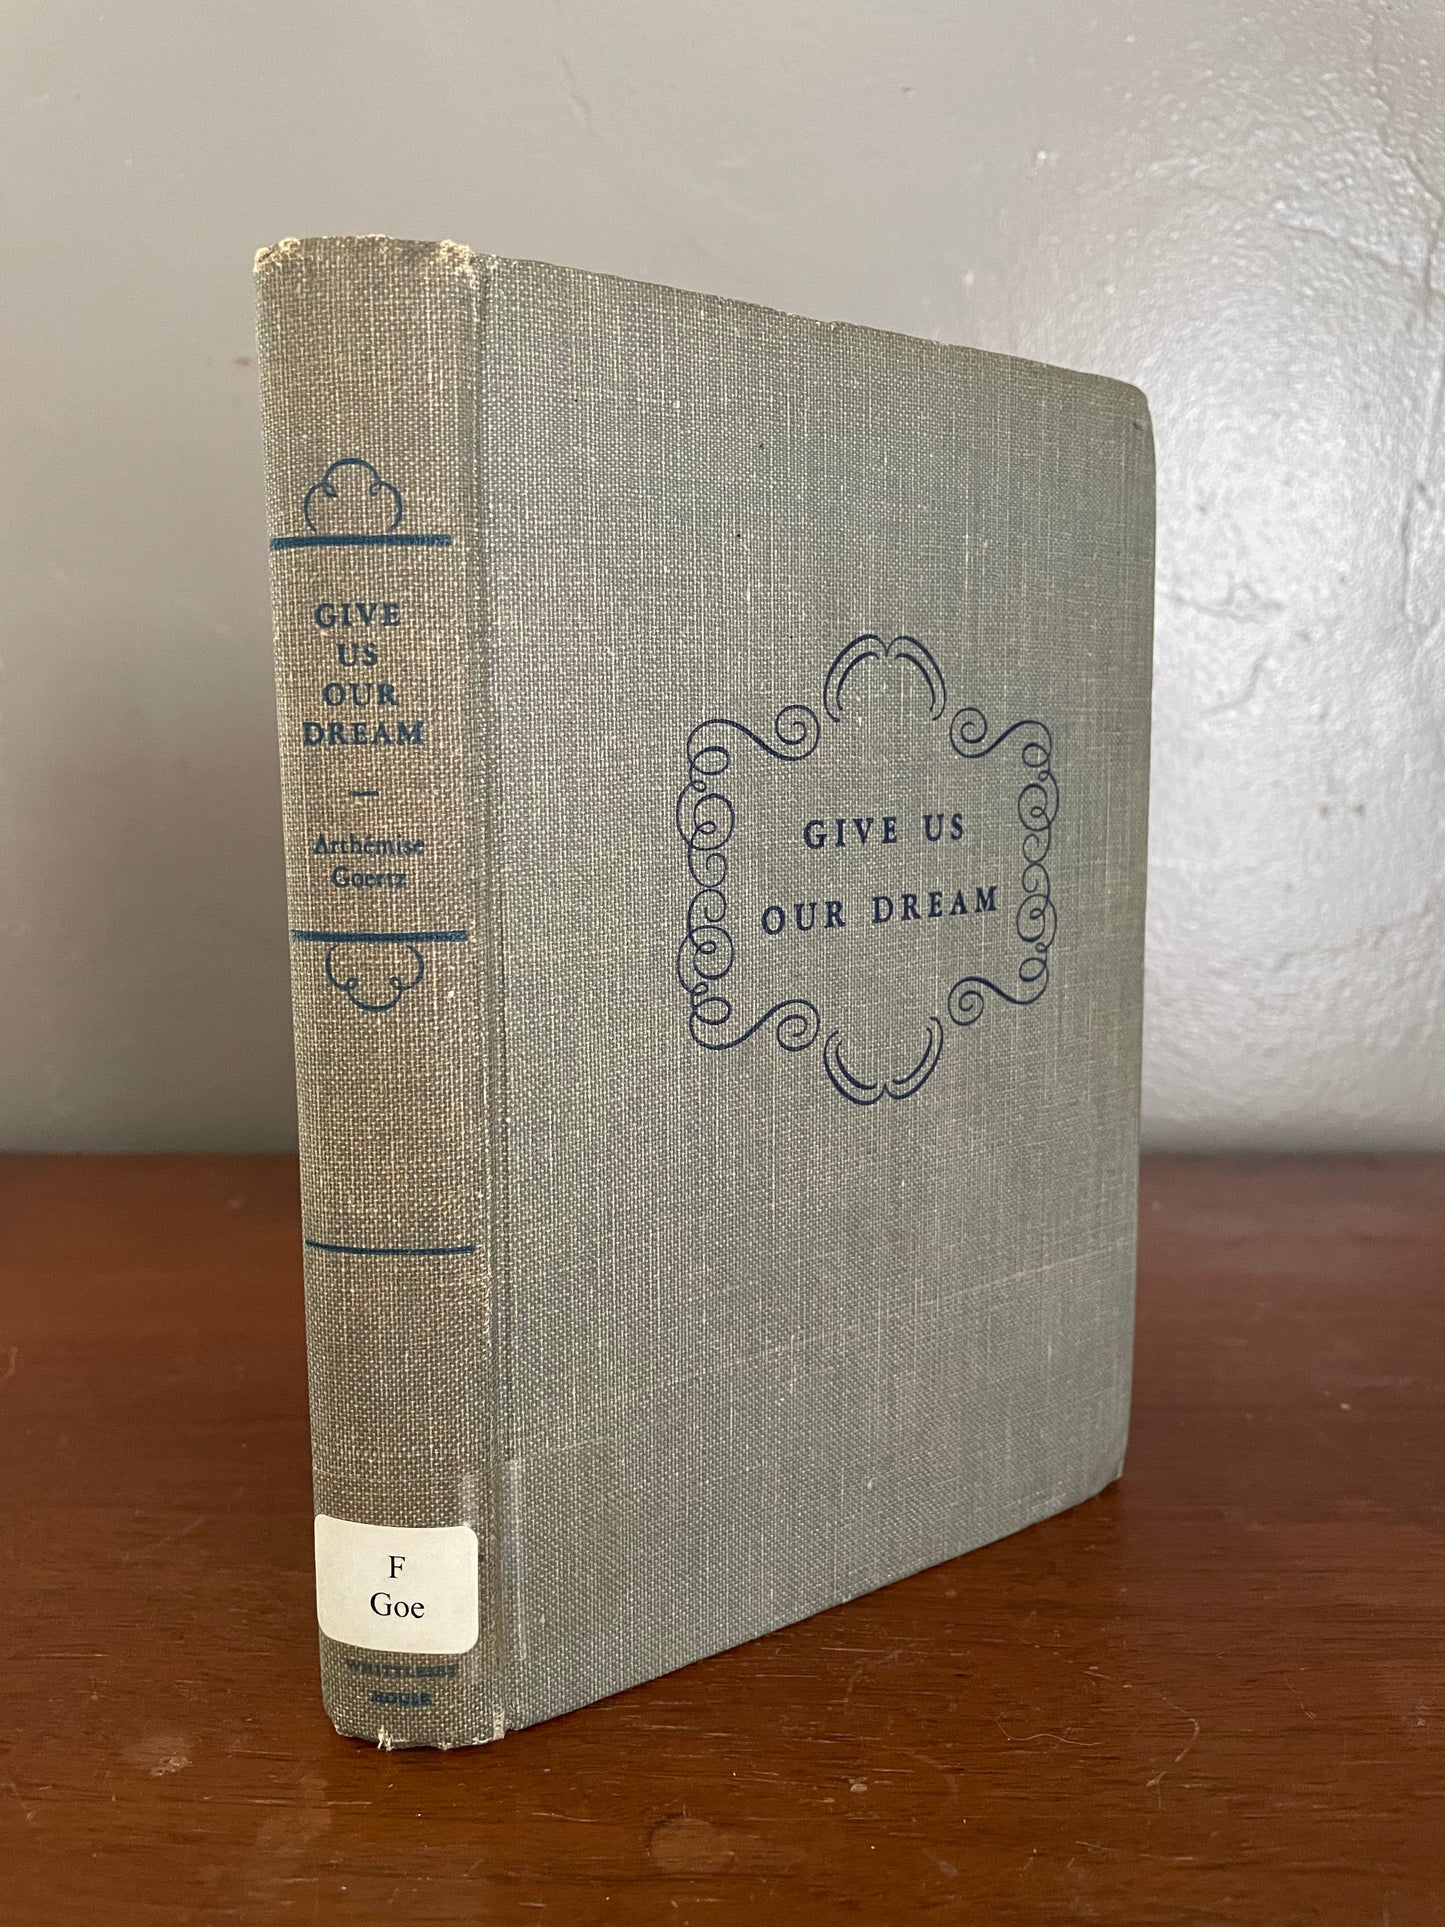 GIVE
US
OUR
DREAM
Arthémise
Goertz
F
Goe
WHITTLESEY
HOUSE
GIVE US
OUR DREAM